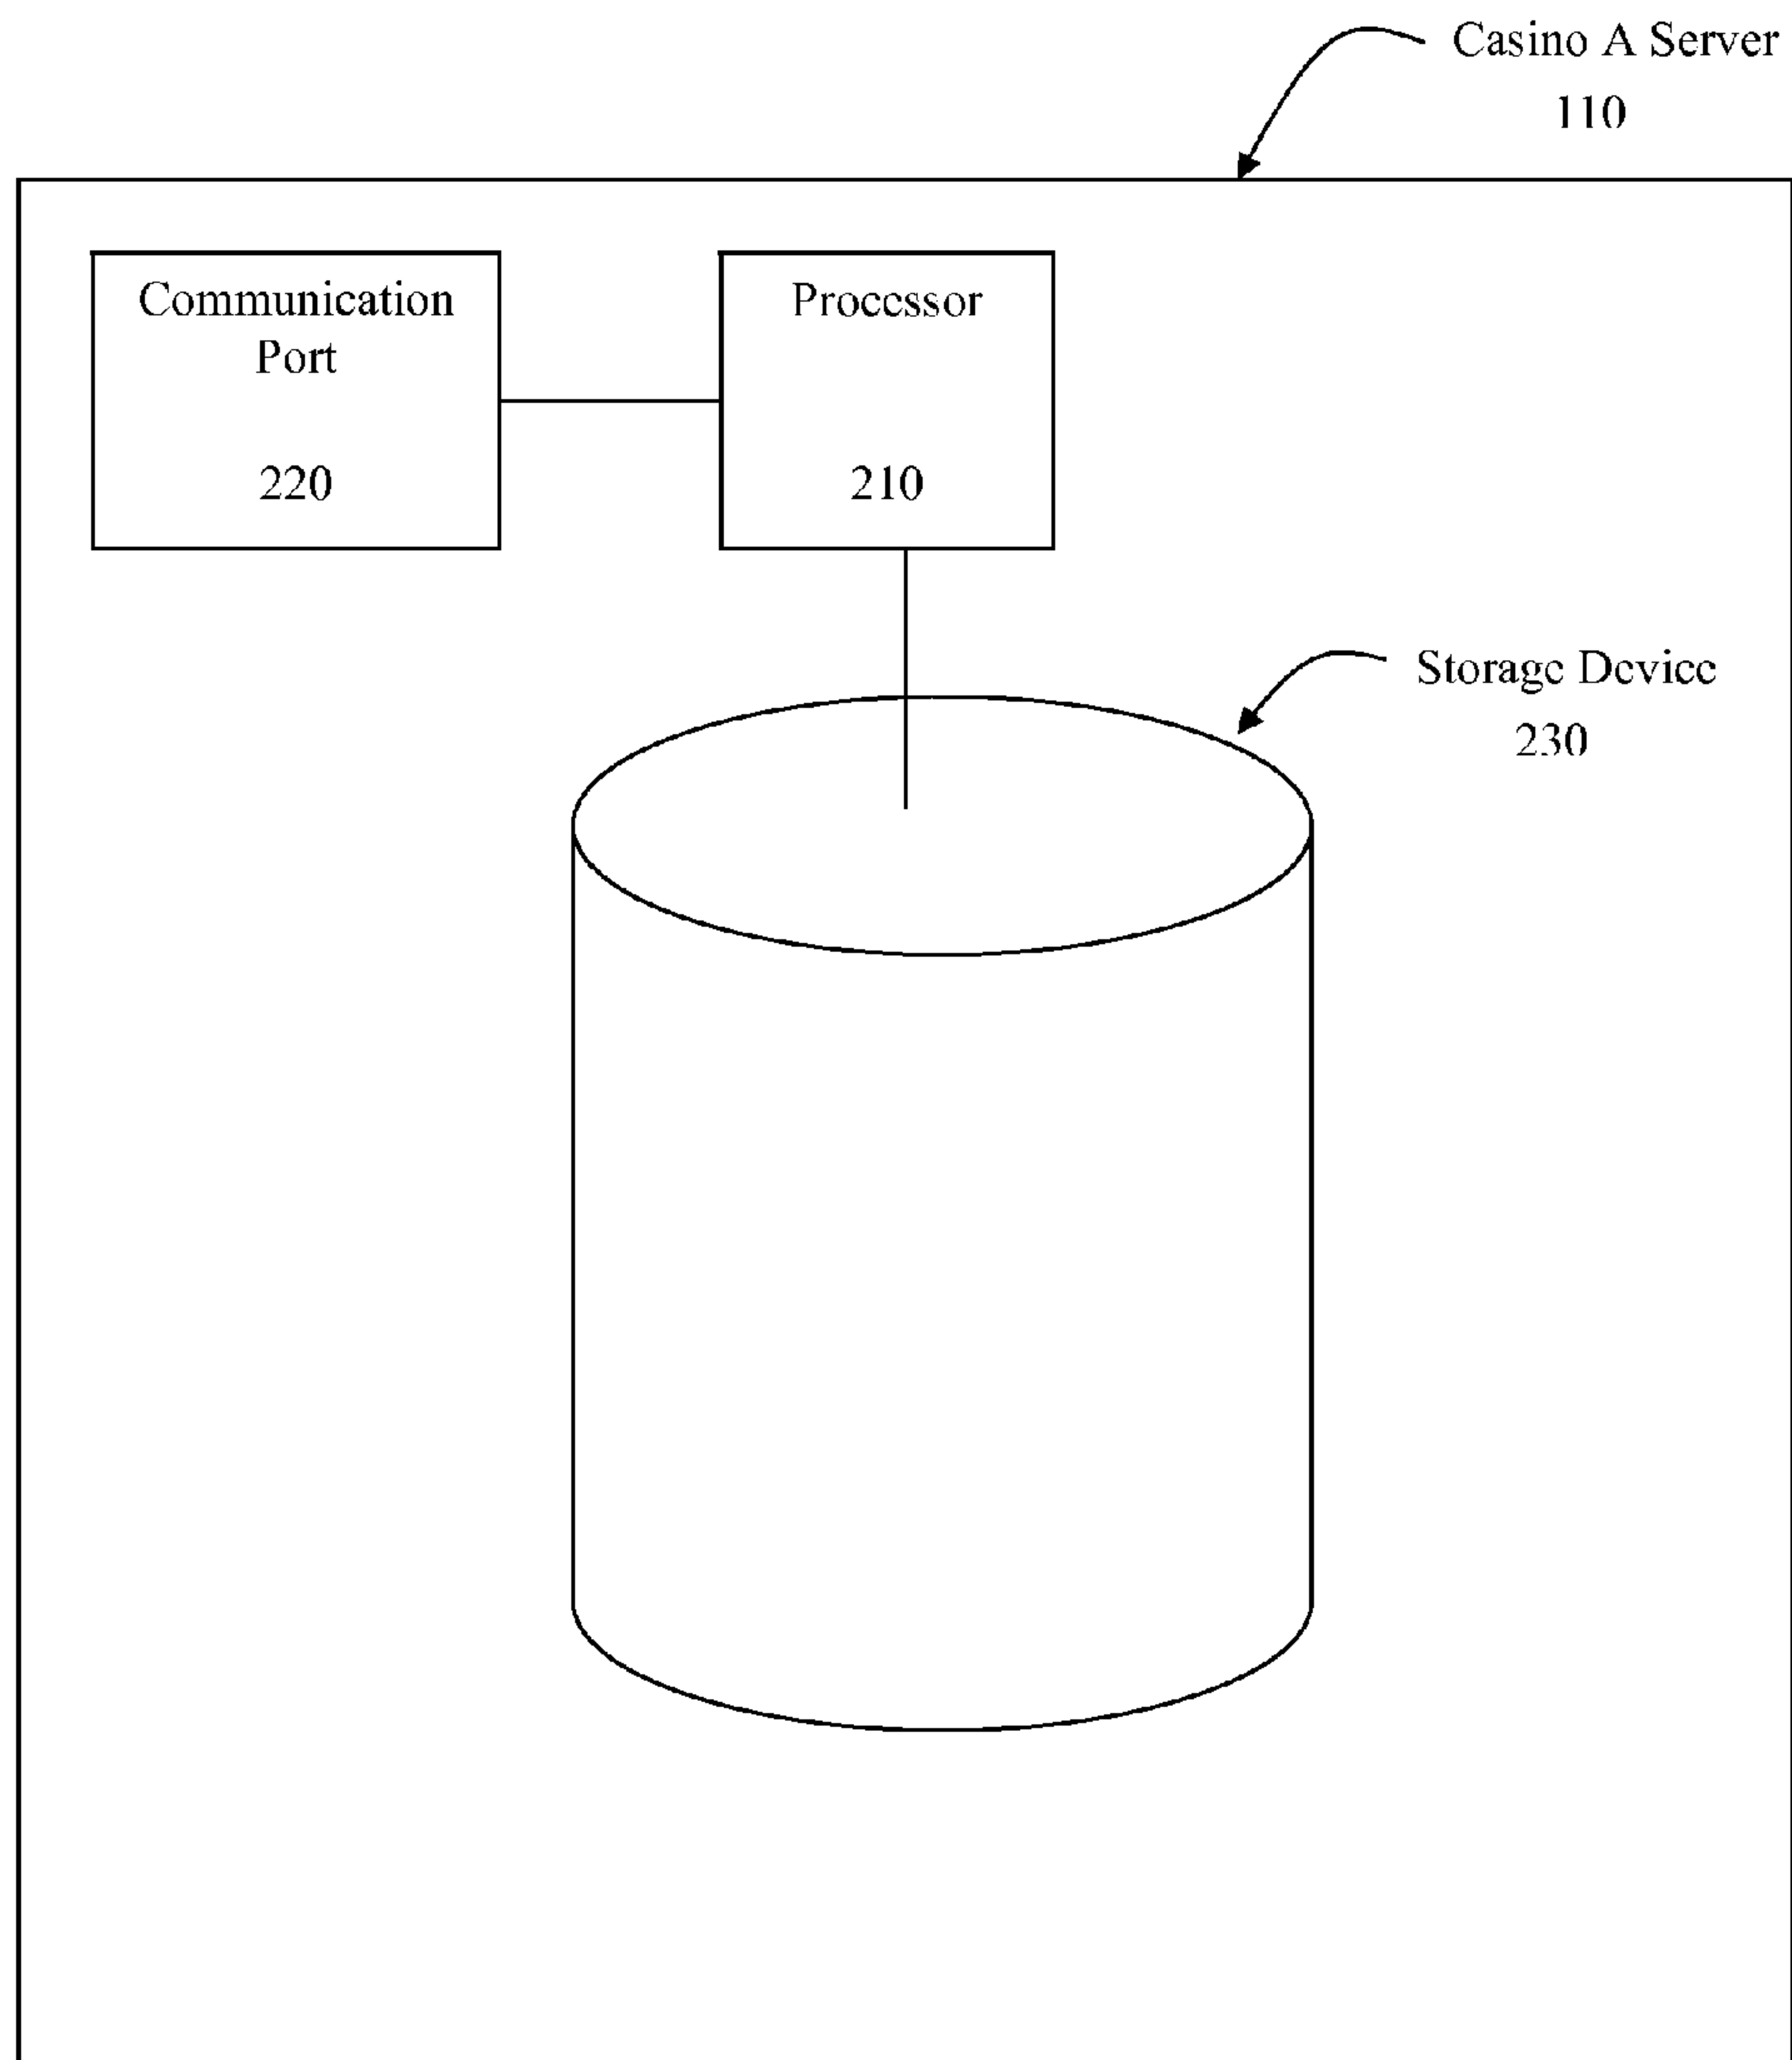 Casino A Server
110
Communication
Port
220
Processor
210
Storage Device
230